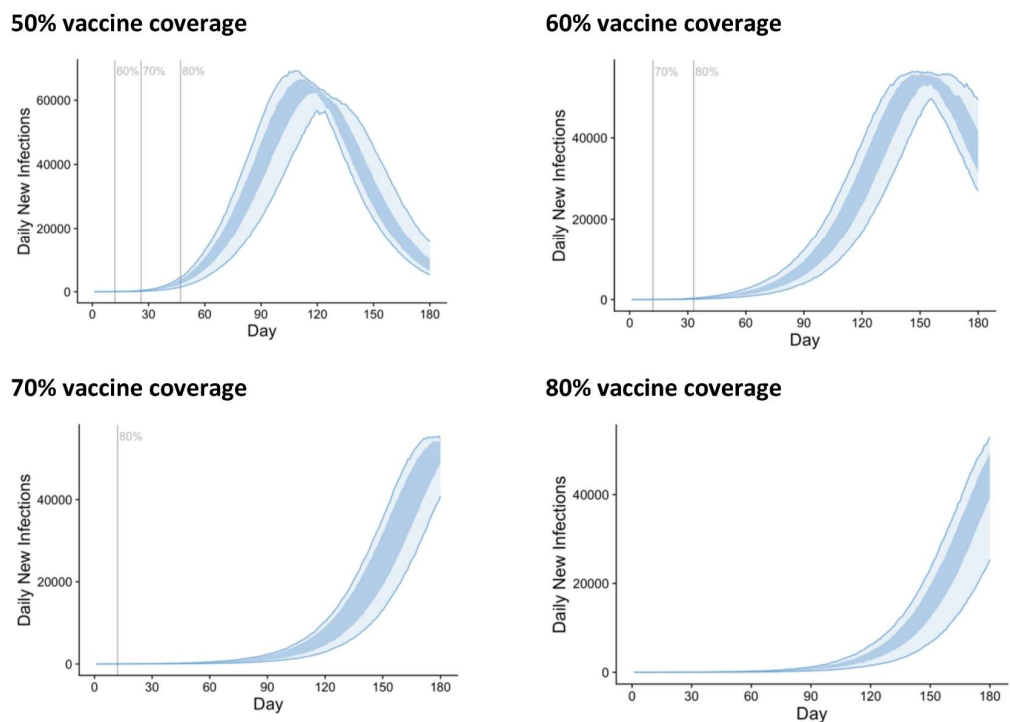 50% vaccine coverage
60% 70% 80%
Daily New Infections
60000
40000
20000
0
0 30 60 90 120 150 180
Day
60% vaccine coverage
70% 80%
Daily New Infections
40000
20000
0
0 30 60 90 120 150 180
Day
70% vaccine coverage
80%
Daily New Infections
40000
20000
0
0 30 60 90 120 150 180
Day
80% vaccine coverage
Daily New Infections
40000
20000
0
0 30 60 90 120 150 180
Day